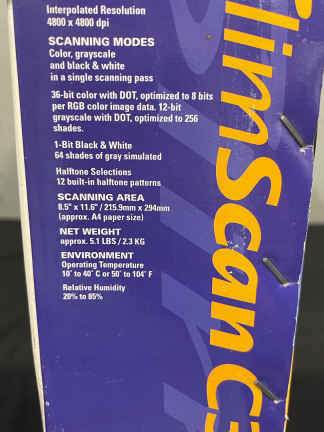 Interpolated Resolution
4800 x 4800 dpi
SCANNING MODES
Color, grayscale
and black & white
in a single scanning pass
36-bit color with DOT, optimized to 8 bits
per RGB color image data. 12-bit
grayscale with DOT, optimized to 256
shades.
1-Bit Black & White
64 shades of gray simulated
Halftone Selections
12 built-in halftone patterns
SCANNING AREA
8.5" x 11.6" / 215.9mm x 294mm
(approx. A4 paper size)
NET WEIGHT
approx. 5.1 LBS / 2.3 KG
ENVIRONMENT
Operating Temperature
10˚ to 40˚ C or 50˚ to 104˚ F
Relative Humidity
20% to 85%
limScan C3